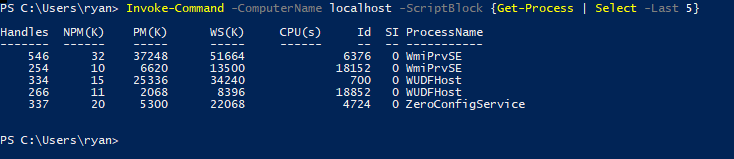 PS C:\Users\ryan> Invoke-Command -ComputerName localhost -ScriptBlock {Get-Process | Select -Last 5}
Handles  NPM(K)    PM(K)      WS(K)     CPU(s)     Id  SI ProcessName
-------  ------    -----      -----     ------     --  -- -----------
    546      32    37248      51664              6376   0 WmiPrvSE
    254      10     6620      13500             18152   0 WmiPrvSE
    334      15    25336      34240               700   0 WUDFHost
    266      11     2068       8396             18852   0 WUDFHost
    337      20     5300      22068              4724   0 ZeroConfigService
PS C:\Users\ryan>